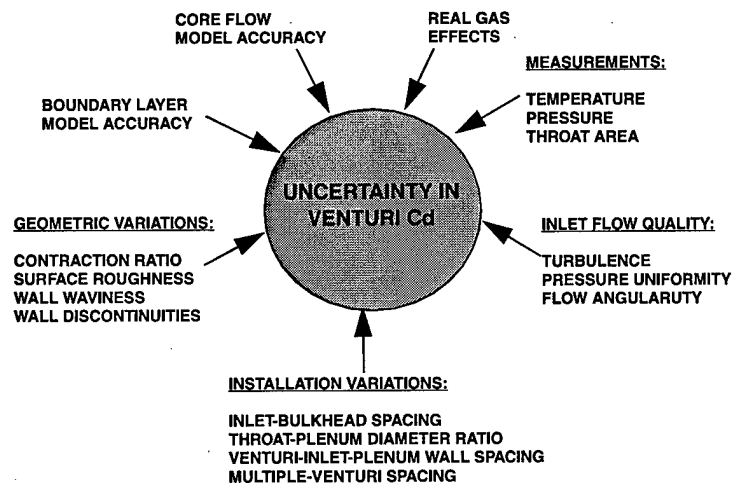 CORE FLOW
MODEL ACCURACY
REAL GAS
EFFECTS
MEASUREMENTS:
TEMPERATURE
PRESSURE
THROAT AREA
BOUNDARY LAYER
MODEL ACCURACY
UNCERTAINTY IN
VENTURI Cd
GEOMETRIC VARIATIONS:
CONTRACTION RATIO
SURFACE ROUGHNESS
WALL WAVINESS
WALL DISCONTINUITIES
INLET FLOW QUALITY:
TURBULENCE
PRESSURE UNIFORMITY
FLOW ANGULARUTY
INSTALLATION VARIATIONS:
INLET-BULKHEAD SPACING
THROAT-PLENUM DIAMETER RATIO
VENTURI-INLET-PLENUM WALL SPACING
MULTIPLE-VENTURI SPACING